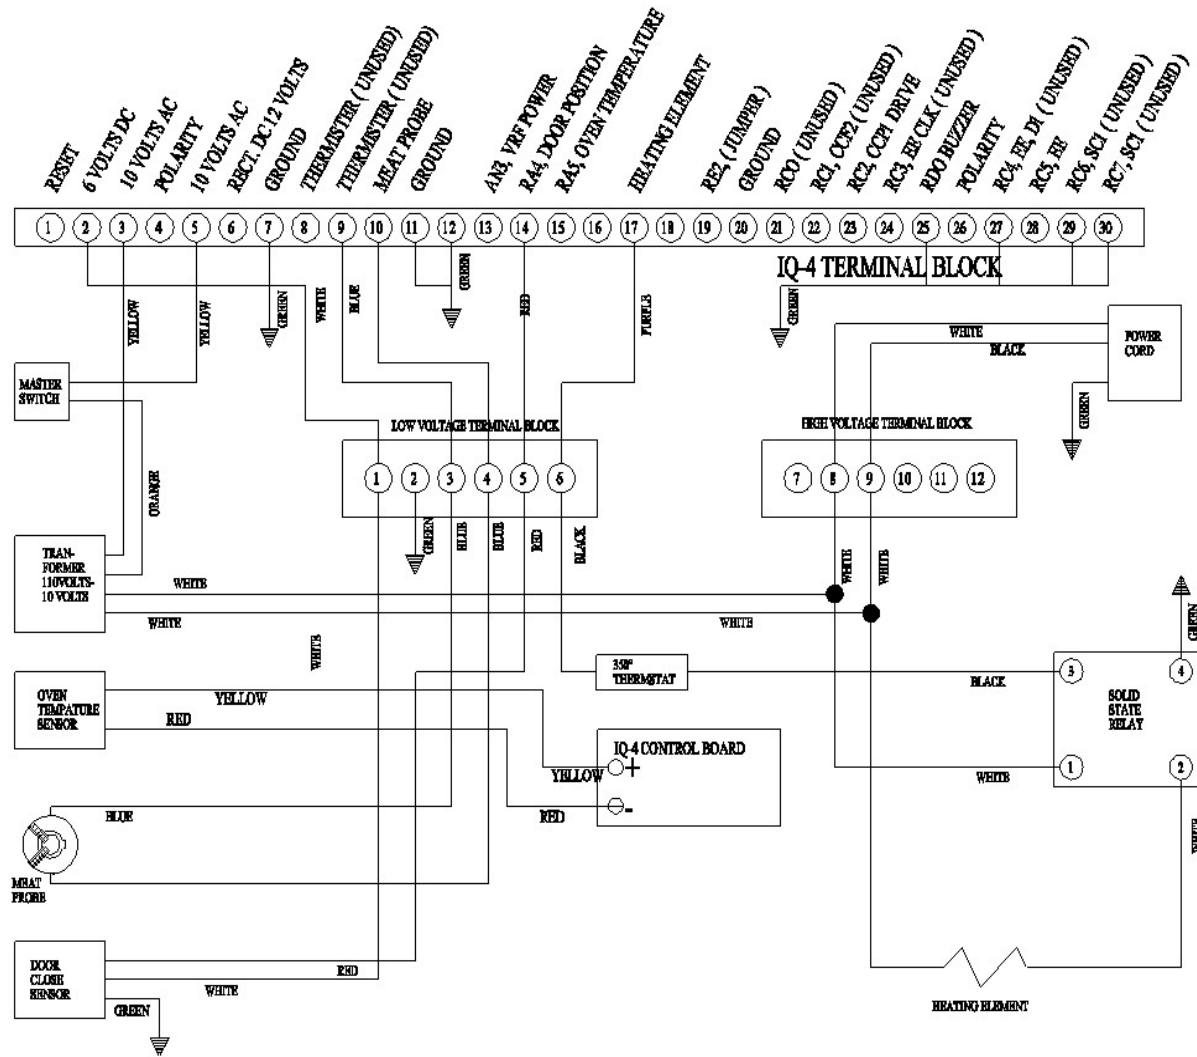 RESET
6 VOLTS DC
10 VOLTS AC
POLARITY
10 VOLTS AC
RECT. DC 12 VOLTS
GROUND
THERMISTER ( UNUSED)
THERMISTER ( UNUSED)
MEAT PROBE
GROUND
AN3, VRF POWER
RA4, DOOR POSITION
RA5, OVEN TEMPERATURE
HEATING ELEMENT
RE2, ( JUMPER )
GROUND
RC0 ( UNUSED )
RC1, CCP2 ( UNUSED )
RC2, CCP1 DRIVE
RC3, EE CLK ( UNUSED )
RDO BUZZER
POLARITY
RC4, EE, D1 ( UNUSED )
RC5, EE
RC6, SC1 ( UNUSED )
RC7, SC1 ( UNUSED )
1 2 3 4 5 6 7 8 9 10 11 12 13 14 15 16 17 18 19 20 21 22 23 24 25 26 27 28 29 30
IQ-4 TERMINAL BLOCK
YELLOW
YELLOW
GREEN
WHITE
BLUE
GREEN
RED
PURPLE
GREEN
WHITE
BLACK
POWER
CORD
GREEN
MASTER
SWITCH
ORANGE
LOW VOLTAGE TERMINAL BLOCK
1 2 3 4 5 6
HIGH VOLTAGE TERMINAL BLOCK
7 8 9 10 11 12
GREEN
BLUE
BLUE
RED
BLACK
WHITE
WHITE
TRAN-
FORMER
110VOLTS-
10 VOLTS
WHITE
WHITE
WHITE
WHITE
GREEN
350°
THERMSTAT
BLACK
3
4
SOLID
STATE
RELAY
1
2
WHITE
WHITE
OVEN
TEMPATURE
SENSOR
YELLOW
RED
IQ-4 CONTROL BOARD
+
-
YELLOW
RED
BLUE
MEAT
PROBE
DOOR
CLOSE
SENSOR
RED
WHITE
GREEN
HEATING ELEMENT